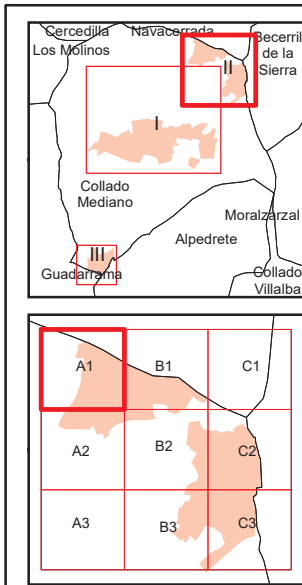 Cercedilla
Navacerrada
Becerril
de la
Sierra
Los Molinos
II
I
Collado
Mediano
Moralzarzal
Alpedrete
III
Guadarrama
Collado
Villalba
A1
B1
C1
A2
B2
C2
A3
B3
C3